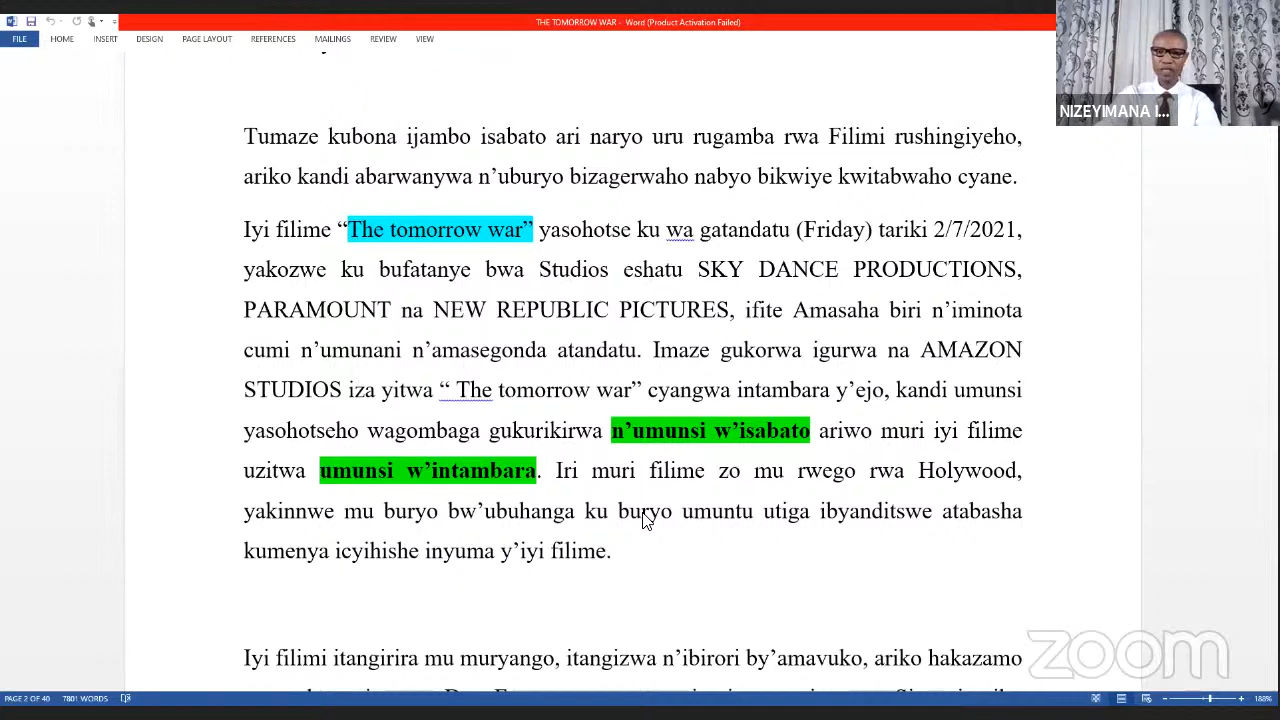 THE TOMORROW WAR - Word (Product Activation Failed)
FILE HOME INSERT DESIGN PAGE LAYOUT REFERENCES MAILINGS REVIEW VIEW
NIZEYIMANA I...
Tumaze kubona ijambo isabato ari naryo uru rugamba rwa Filimi rushingiyeho,
ariko kandi abarwanywa n’uburyo bizagerwaho nabyo bikwiye kwitabwaho cyane.
Iyi filime “The tomorrow war” yasohotse ku wa gatandatu (Friday) tariki 2/7/2021,
yakozwe ku bufatanye bwa Studios eshatu SKY DANCE PRODUCTIONS,
PARAMOUNT na NEW REPUBLIC PICTURES, ifite Amasaha biri n’iminota
cumi n’umunani n’amasegonda atandatu. Imaze gukorwa igurwa na AMAZON
STUDIOS iza yitwa “ The tomorrow war” cyangwa intambara y’ejo, kandi umunsi
yasohotseho wagombaga gukurikirwa n’umunsi w’isabato ariwo muri iyi filime
uzitwa umunsi w’intambara. Iri muri filime zo mu rwego rwa Holywood,
yakinnwe mu buryo bw’ubuhanga ku buryo umuntu utiga ibyanditswe atabasha
kumenya icyihishe inyuma y’iyi filime.
Iyi filimi itangirira mu muryango, itangizwa n’ibirori by’amavuko, ariko hakazamo
zoom
PAGE 2 OF 40 7801 WORDS 188%